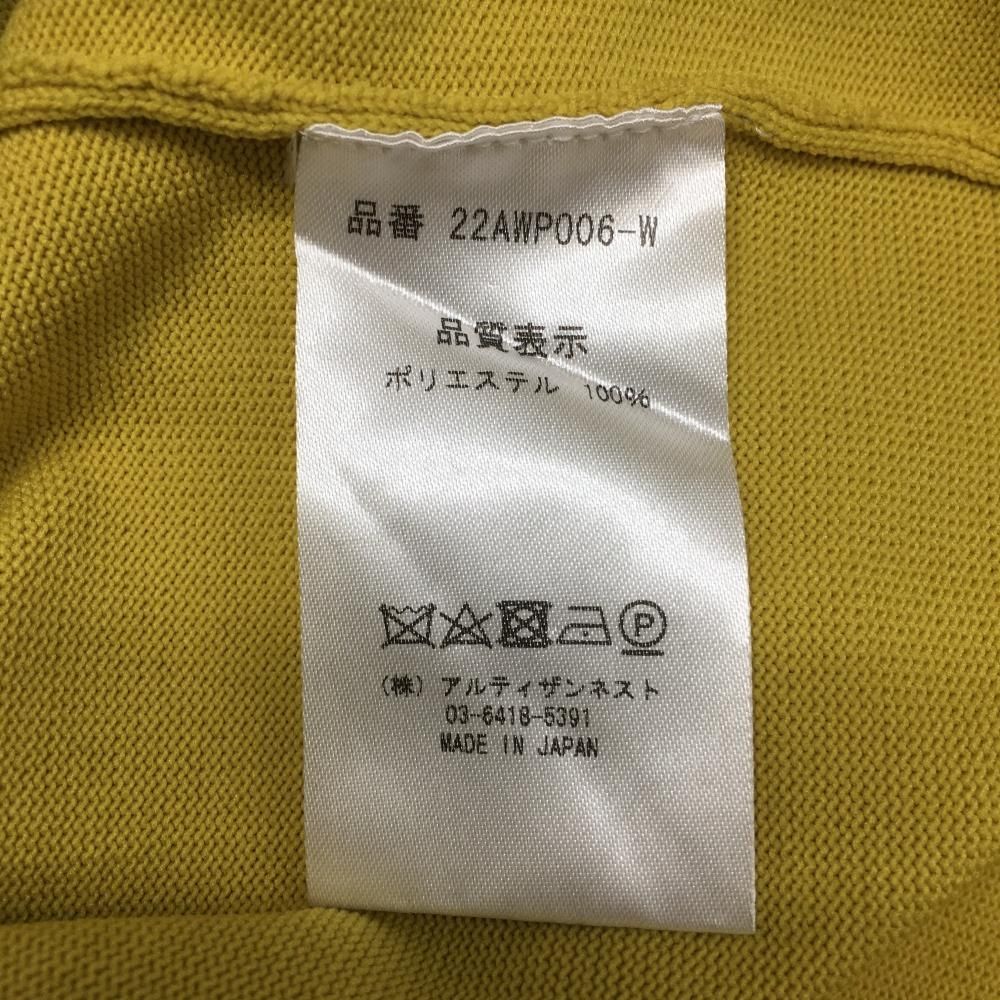 品番 22AWP006-W
品質表示
ポリエステル 100%
P
(株) アルティザンネスト
03-6418-5391
MADE IN JAPAN